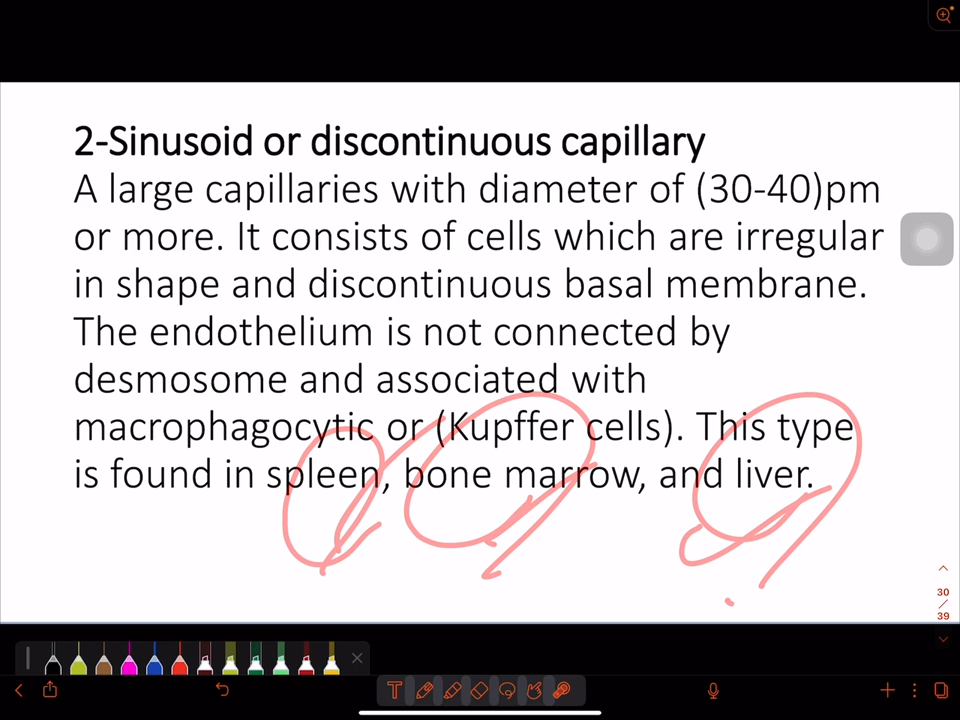 2-Sinusoid or discontinuous capillary
A large capillaries with diameter of (30-40)pm
or more. It consists of cells which are irregular
in shape and discontinuous basal membrane.
The endothelium is not connected by
desmosome and associated with
macrophagocytic or (Kupffer cells). This type
is found in spleen, bone marrow, and liver.
30
/
39
T